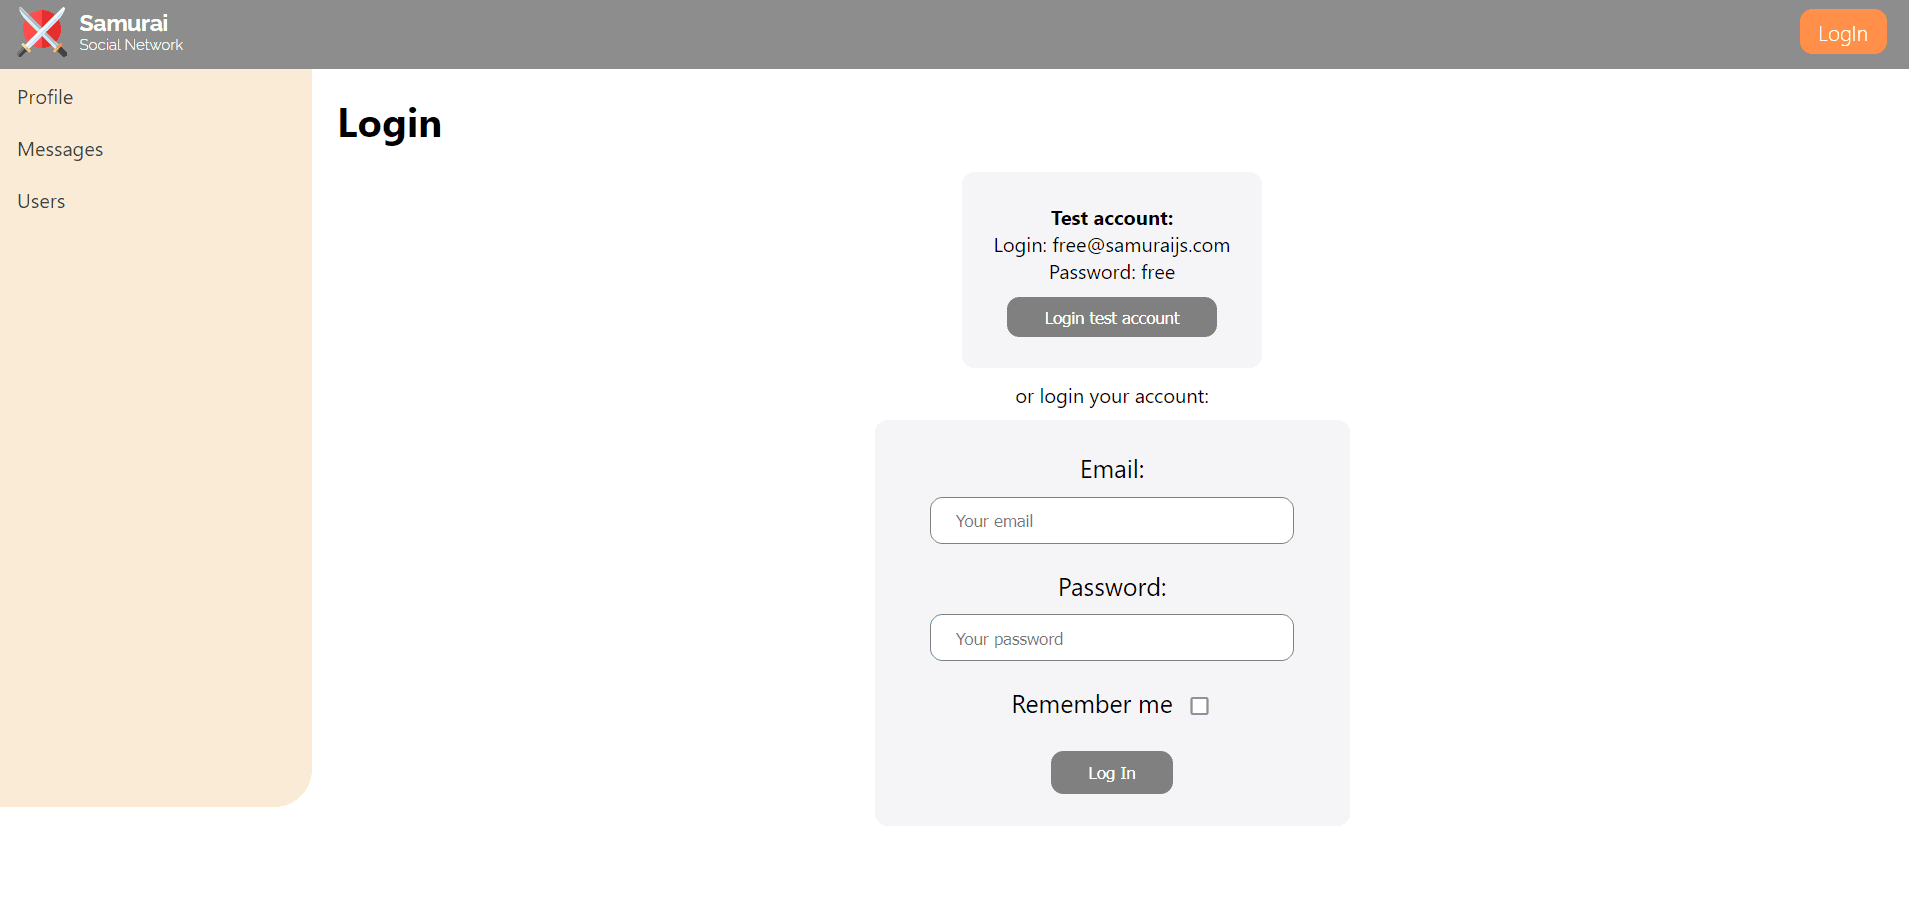 Samurai
Social Network
LogIn
Profile
Messages
Users
Login
Test account:
Login: free@samuraijs.com
Password: free
Login test account
or login your account:
Email:
Your email
Password:
Your password
Remember me
Log In